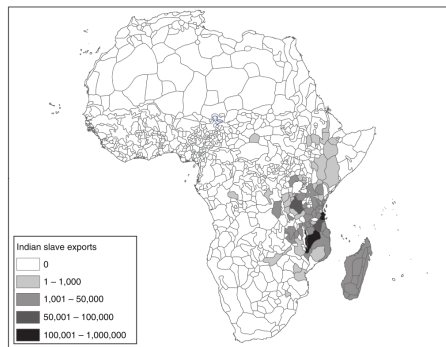 Indian slave exports
0
1 – 1,000
1,001 – 50,000
50,001 – 100,000
100,001 – 1,000,000